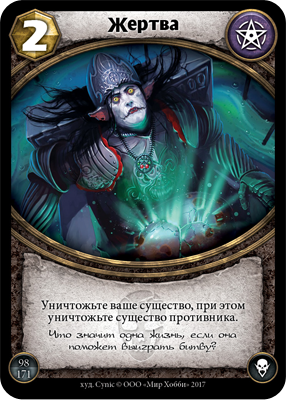 2
Жертва
Уничтожьте ваше существо, при этом
уничтожьте существо противника.
Что значит одна жизнь, если она
поможет выиграть битву?
98
171
худ. Cynic © ООО «Мир Хобби» 2017